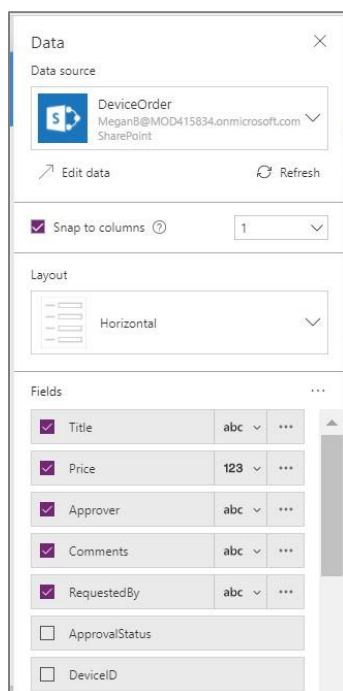 Data
Data source
DeviceOrder
MeganB@MOD415834.onmicrosoft.com
SharePoint
Edit data Refresh
Snap to columns ? 1
Layout
Horizontal
Fields ...
Title abc ...
Price 123 ...
Approver abc ...
Comments abc ...
RequestedBy abc ...
ApprovalStatus
DeviceID